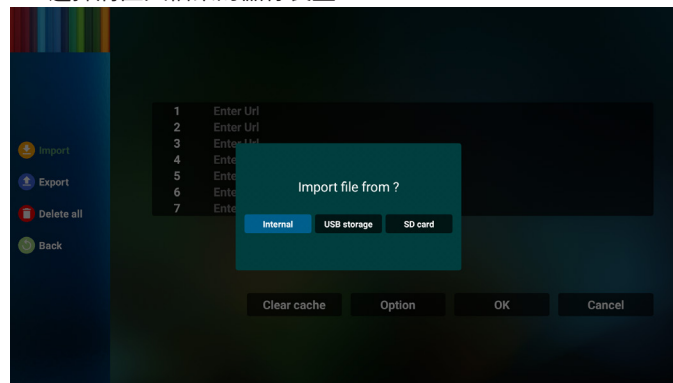 Import
Export
Delete all
Back
1 Enter Url
2 Enter Url
3 Enter Url
4 Ente
5 Ente
6 Ente
7 Ente
Import file from ?
Internal USB storage SD card
Clear cache Option OK Cancel